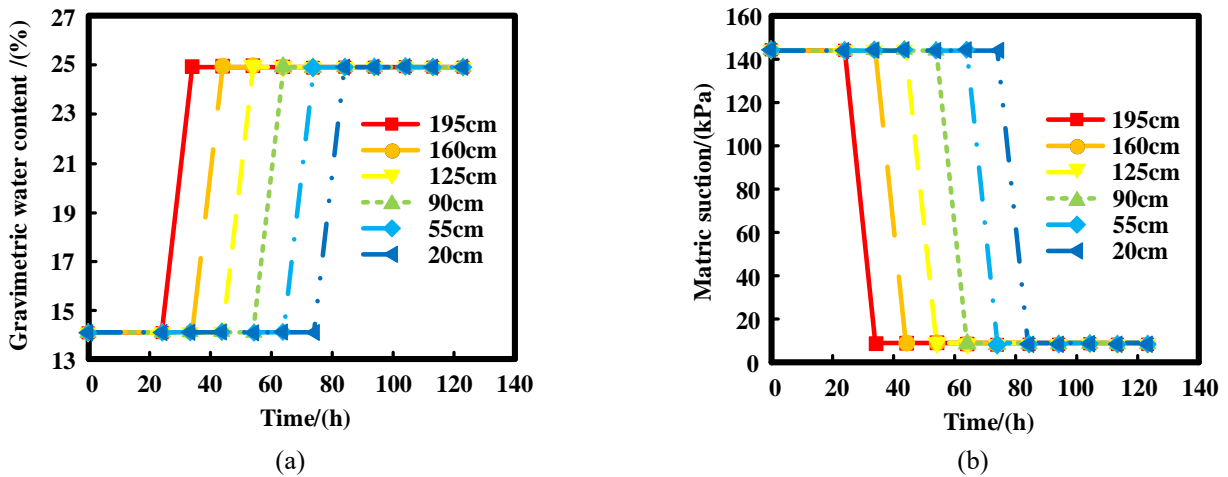 Gravimetric water content /(%)
27
25
23
21
19
17
15
13
195cm
160cm
125cm
90cm
55cm
20cm
0 20 40 60 80 100 120 140
Time/(h)
(a)
Matric suction/(kPa)
160
140
120
100
80
60
40
20
0
195cm
160cm
125cm
90cm
55cm
20cm
0 20 40 60 80 100 120 140
Time/(h)
(b)